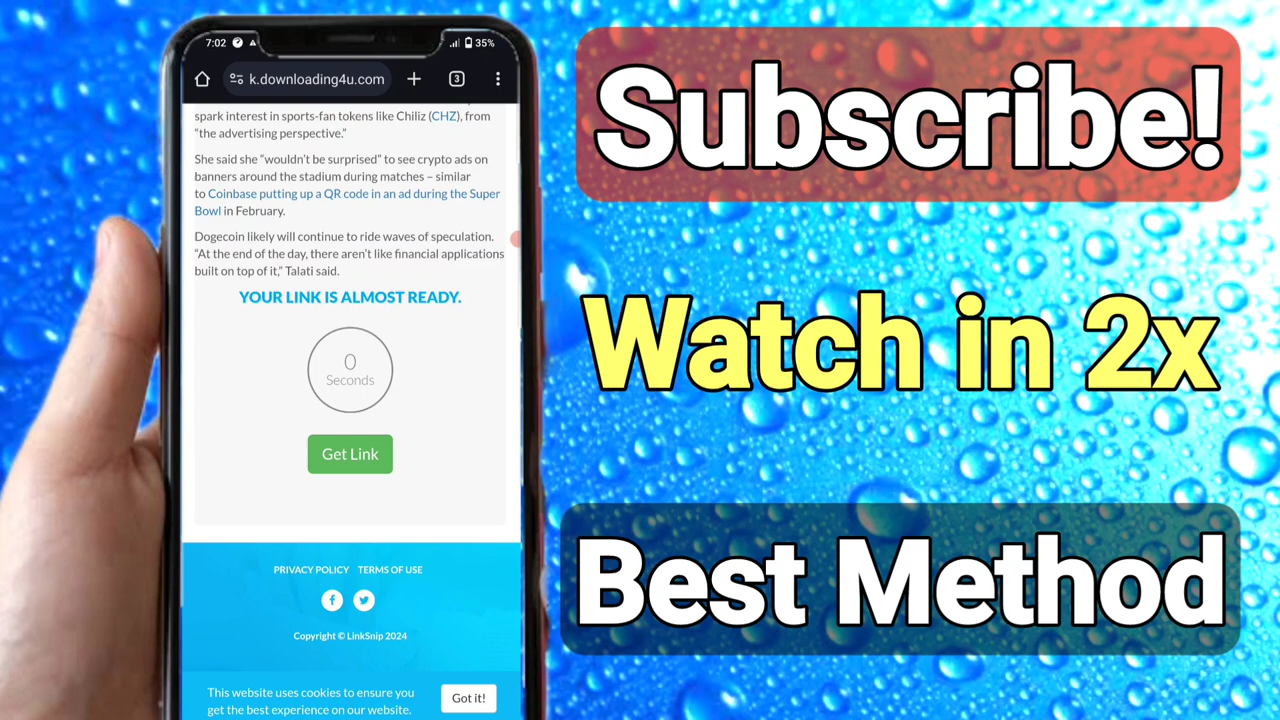 7:02
35%
k.downloading4u.com
3
spark interest in sports-fan tokens like Chiliz (CHZ), from
“the advertising perspective.”
She said she “wouldn’t be surprised” to see crypto ads on
banners around the stadium during matches – similar
to Coinbase putting up a QR code in an ad during the Super
Bowl in February.
Dogecoin likely will continue to ride waves of speculation.
“At the end of the day, there aren’t like financial applications
built on top of it,” Talati said.
YOUR LINK IS ALMOST READY.
0
Seconds
Get Link
PRIVACY POLICY TERMS OF USE
Copyright © LinkSnip 2024
This website uses cookies to ensure you
get the best experience on our website.
Got it!
Subscribe!
Watch in 2x
Best Method